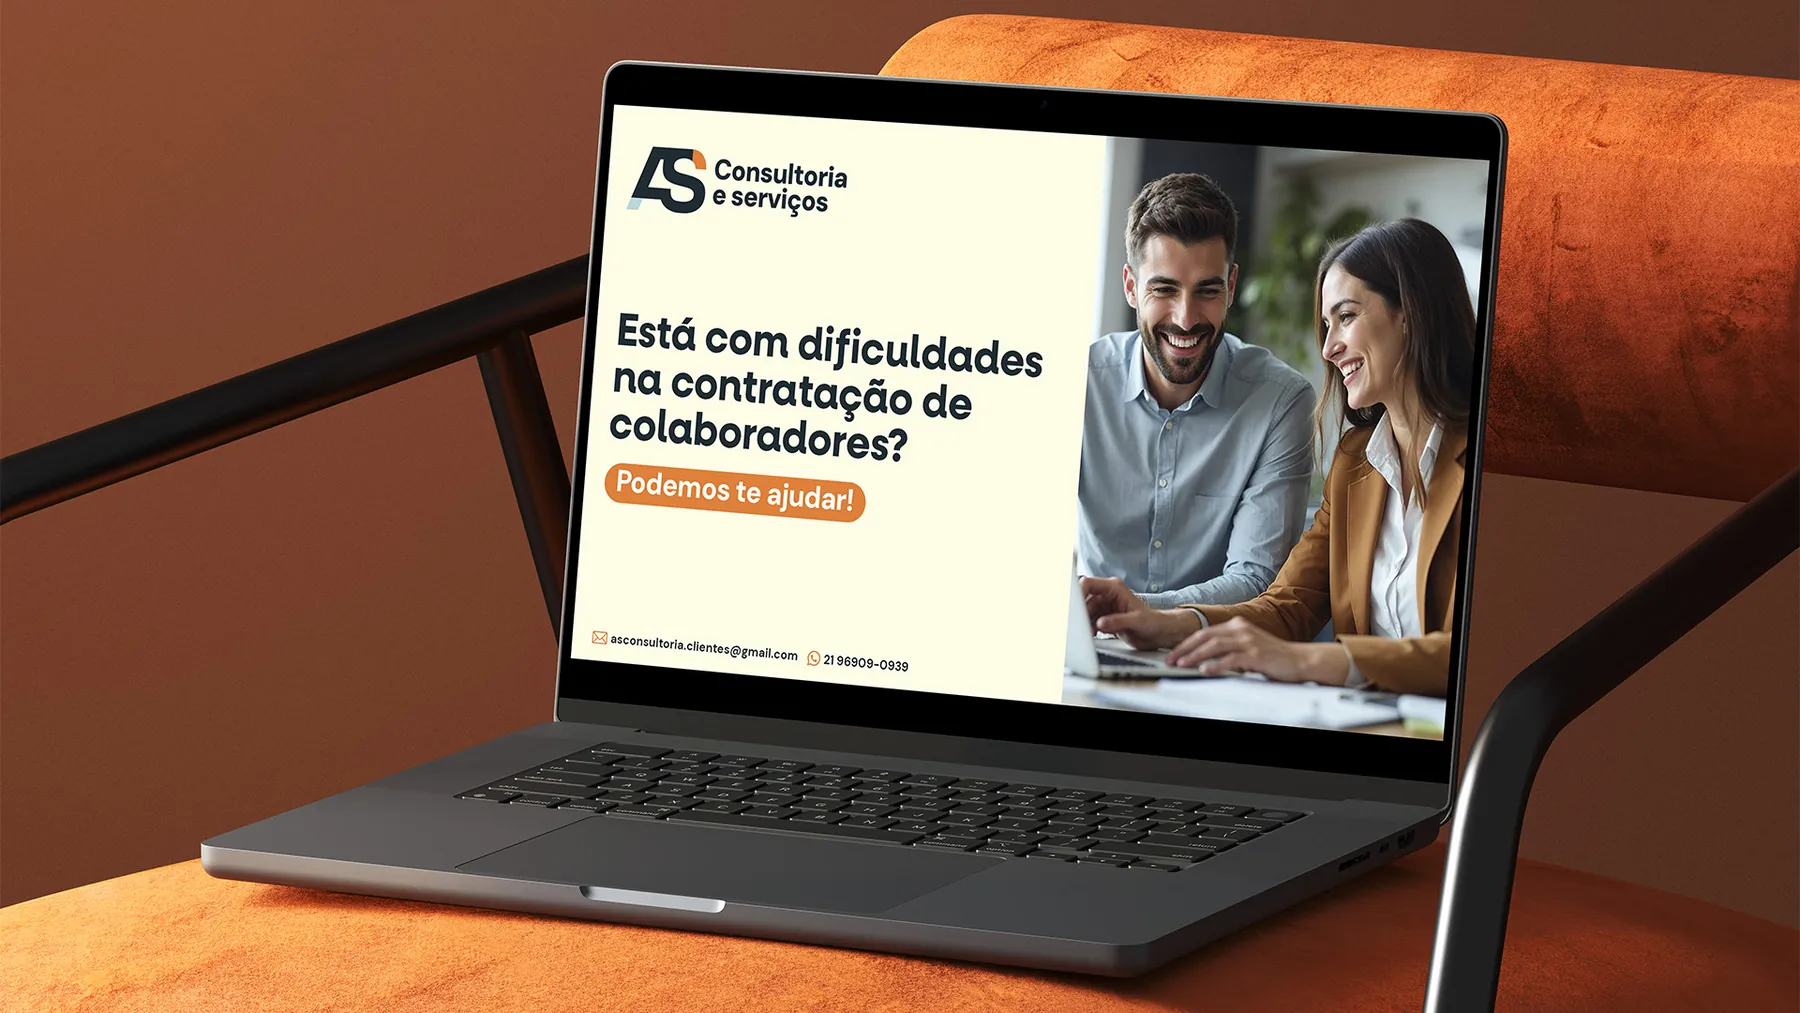 AS Consultoria
e serviços
Está com dificuldades
na contratação de
colaboradores?
Podemos te ajudar!
asconsultoria.clientes@gmail.com 21 96909-0939